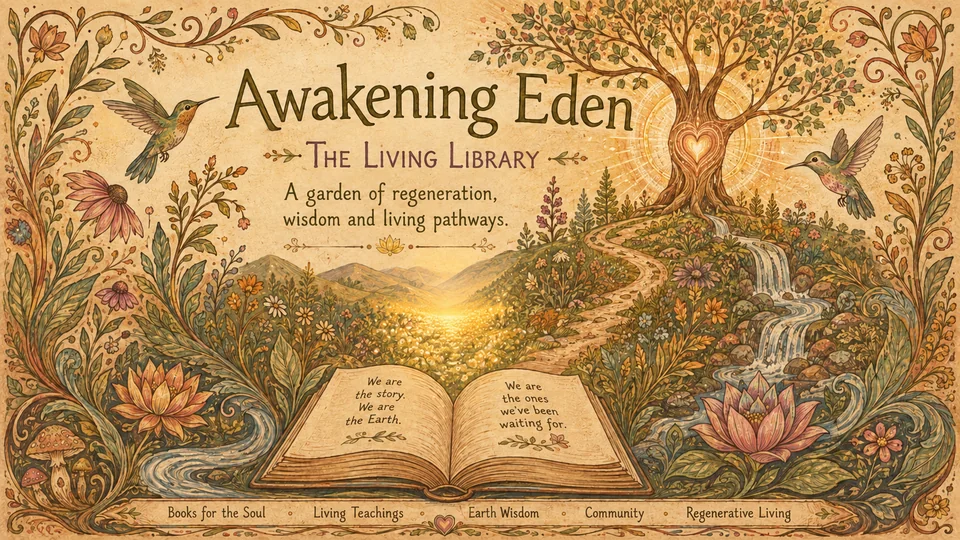 Awakening Eden
THE LIVING LIBRARY
A garden of regeneration,
wisdom and living pathways.
We are
the story.
We are
the Earth.
We are
the ones
we've been
waiting for.
Books for the Soul
Living Teachings
Earth Wisdom
Community
Regenerative Living